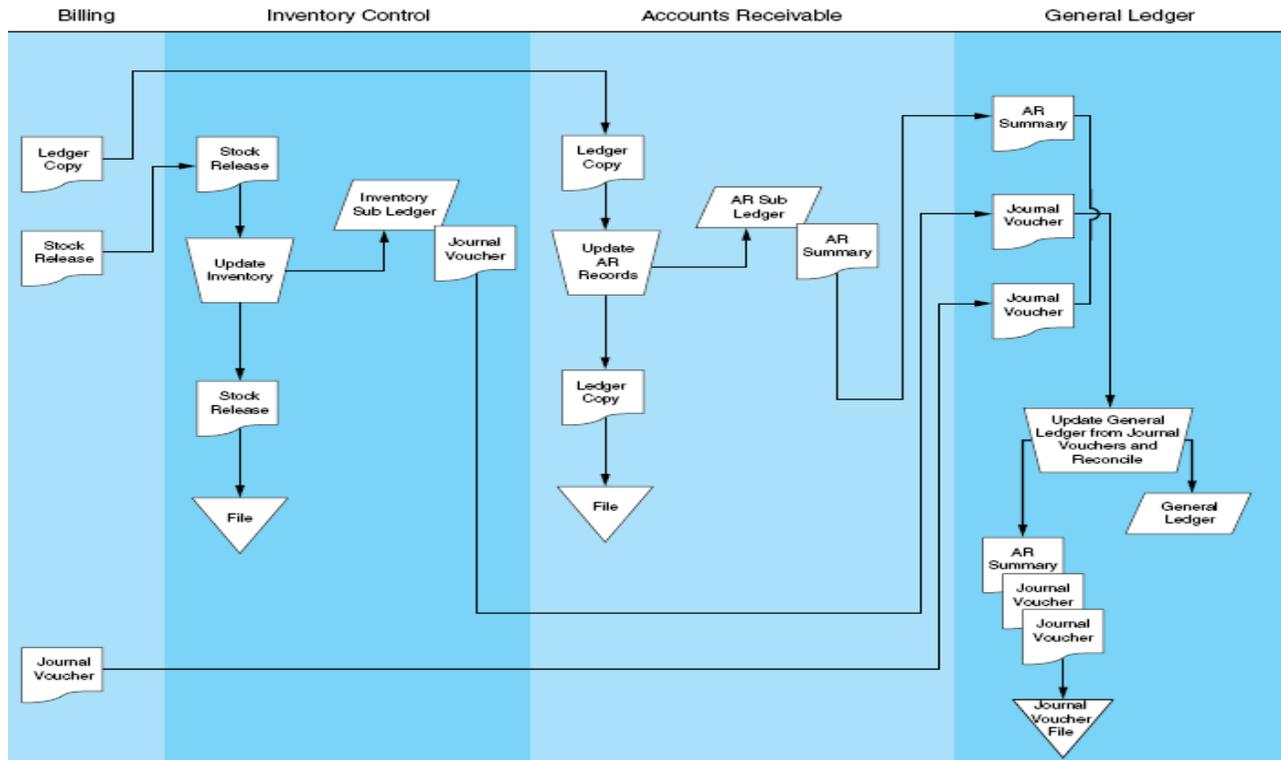 Billing
Inventory Control
Accounts Receivable
General Ledger
Ledger
Copy
Stock
Release
Journal
Voucher
Stock
Release
Update
Inventory
Inventory
Sub Ledger
Journal
Voucher
Stock
Release
File
Ledger
Copy
Update
AR
Records
AR Sub
Ledger
AR
Summary
Ledger
Copy
File
AR
Summary
Journal
Voucher
Journal
Voucher
Update General
Ledger from Journal
Vouchers and
Reconcile
General
Ledger
AR
Summary
Journal
Voucher
Journal
Voucher
Journal
Voucher
File